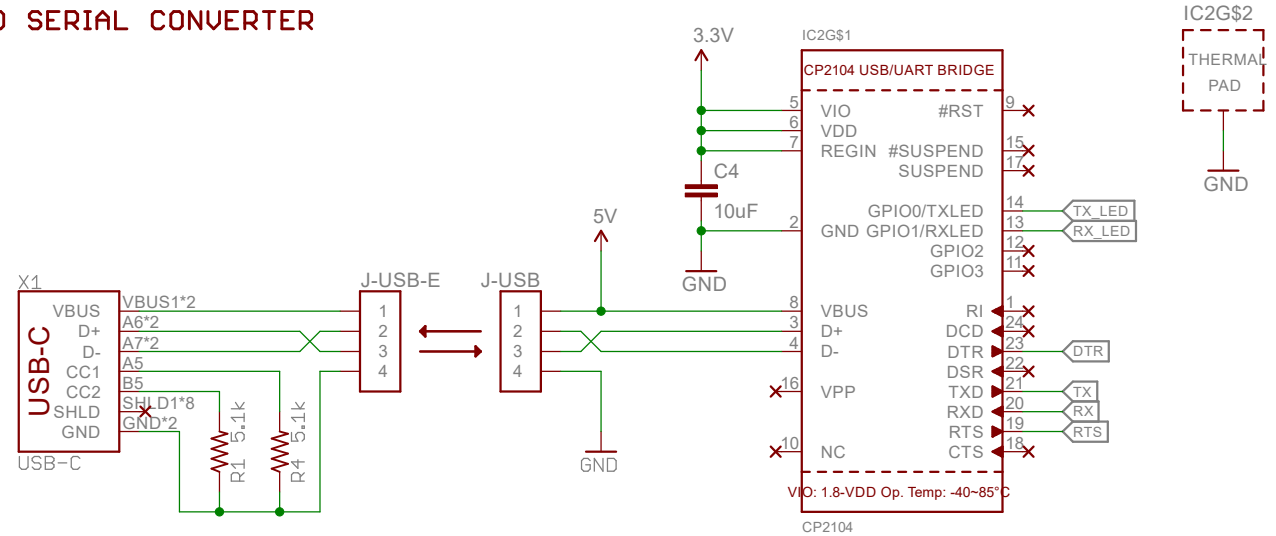 SERIAL CONVERTER
IC2G$1
IC2G$2
3.3V
CP2104 USB/UART BRIDGE
THERMAL
PAD
GND
5 VIO #RST 9
6 VDD
7 REGIN #SUSPEND 15
SUSPEND 17
C4
10uF
GPIO0/TXLED 14 TX_LED
2 GND GPIO1/RXLED 13 RX_LED
GPIO2 12
GPIO3 11
GND
5V
X1
J-USB-E
J-USB
USB-C
VBUS VBUS1*2
D+ A6*2
D- A7*2
CC1 A5
CC2 B5
SHLD SHLD1*8
GND GND*2
USB-C
R1 5.1k
R4 5.1k
1
2
3
4
1
2
3
4
GND
8 VBUS RI 1
3 D+ DCD 24
4 D- DTR 23 DTR
DSR 22
16 VPP TXD 21 TX
RXD 20 RX
RTS 19 RTS
10 NC CTS 18
VIO: 1.8-VDD Op. Temp: -40~85°C
CP2104